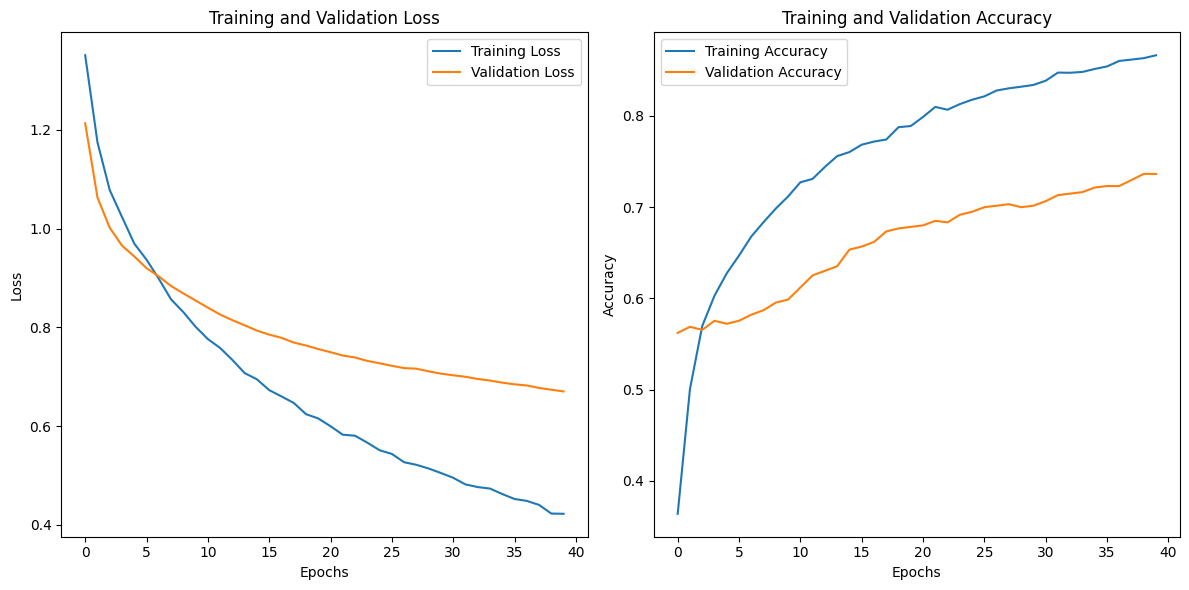 Training and Validation Loss
Training Loss
Validation Loss
1.2
1.0
0.8
0.6
0.4
Loss
0 5 10 15 20 25 30 35 40
Epochs
Training and Validation Accuracy
Training Accuracy
Validation Accuracy
0.8
0.7
0.6
0.5
0.4
Accuracy
0 5 10 15 20 25 30 35 40
Epochs